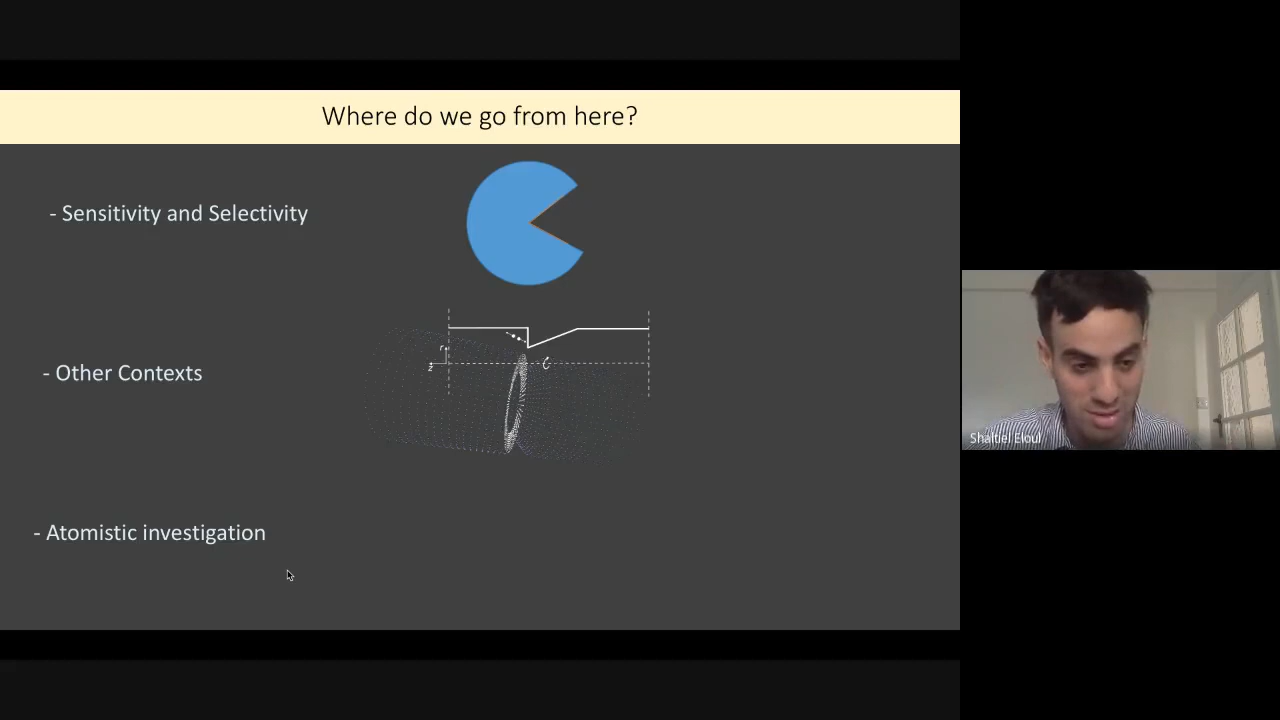 Where do we go from here?
- Sensitivity and Selectivity
r
z
- Other Contexts
- Atomistic investigation
Shaltiel Eloul